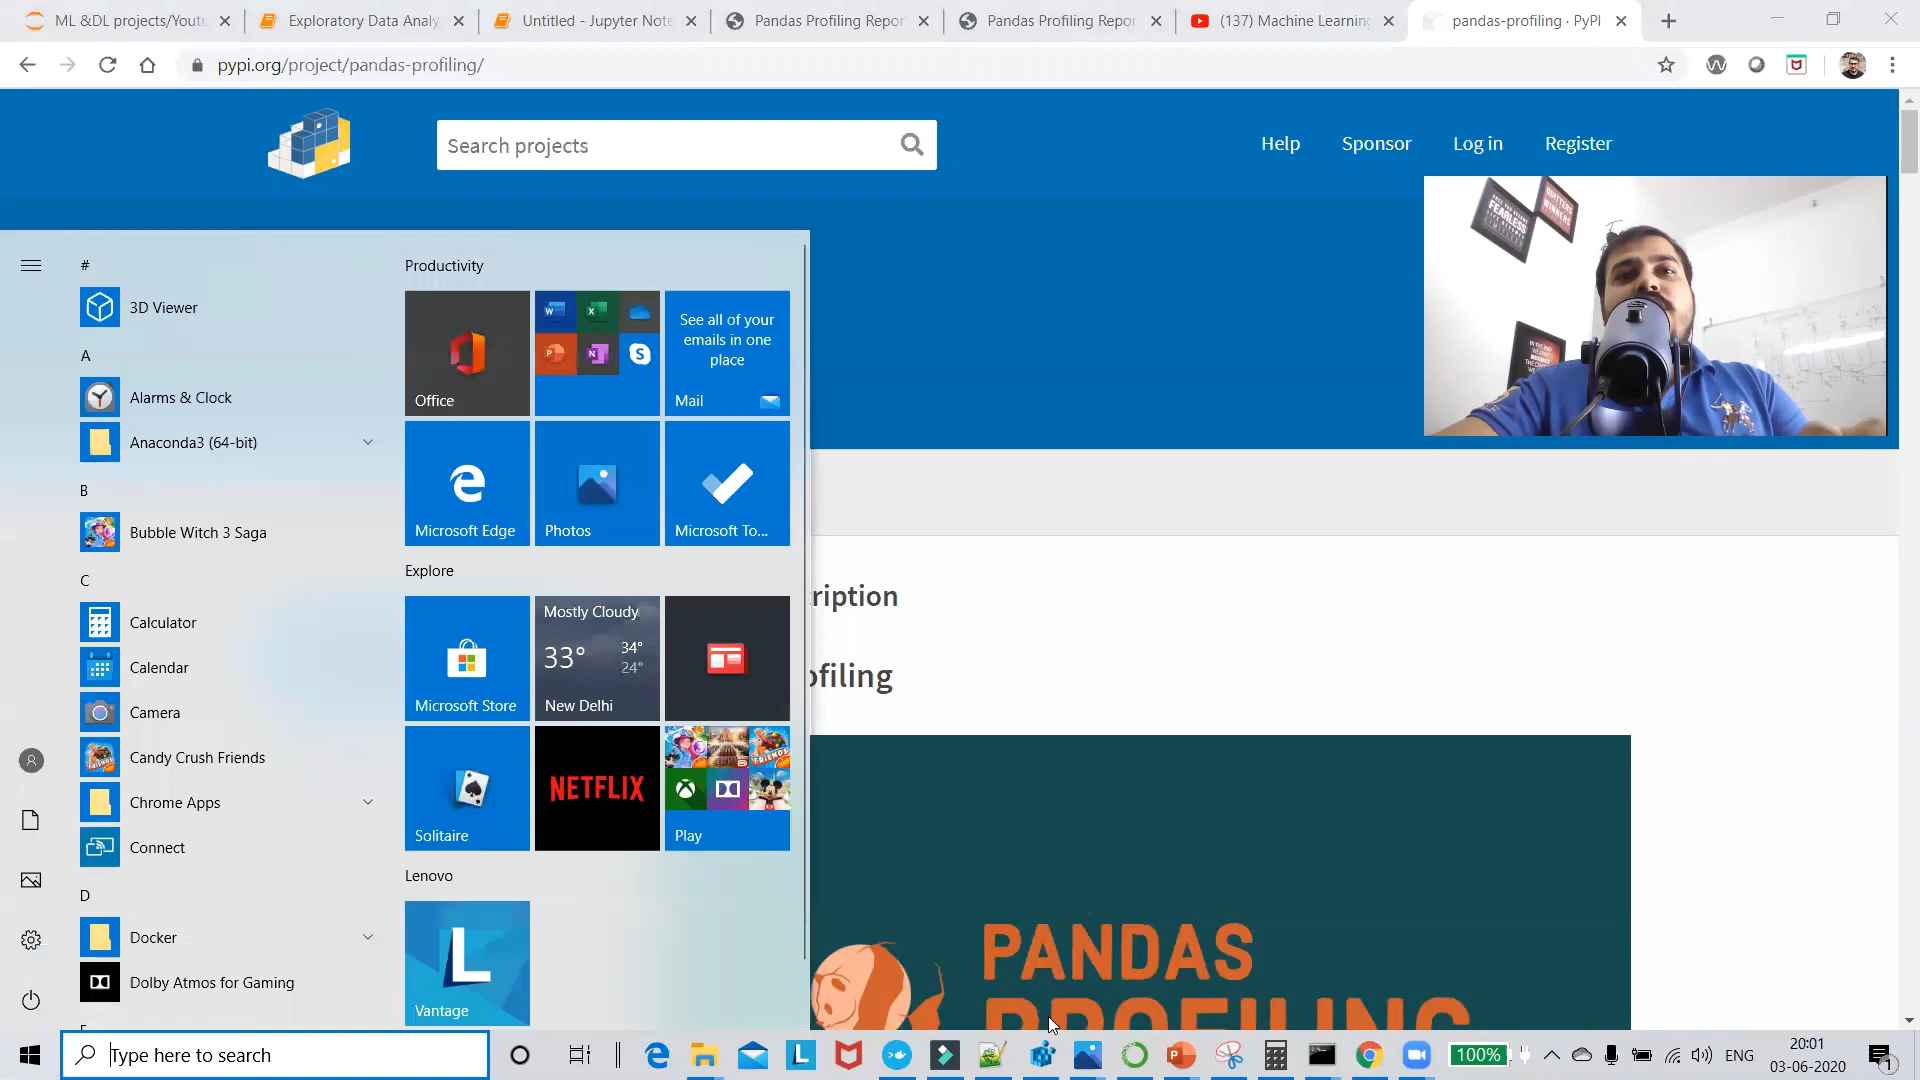 ML &DL projects/Youtu
Exploratory Data Analy
Untitled - Jupyter Note
Pandas Profiling Repor
Pandas Profiling Repor
(137) Machine Learning
pandas-profiling · PyPI
pypi.org/project/pandas-profiling/
Search projects
Help
Sponsor
Log in
Register
FEARLESS
QUITTERS
WINNERS
#
3D Viewer
A
Alarms & Clock
Anaconda3 (64-bit)
B
Bubble Witch 3 Saga
C
Calculator
Calendar
Camera
Candy Crush Friends
Chrome Apps
Connect
D
Docker
Dolby Atmos for Gaming
Productivity
Office
See all of your
emails in one
place
Mail
Microsoft Edge
Photos
Microsoft To...
Explore
Microsoft Store
Mostly Cloudy
33°
34°
24°
New Delhi
Solitaire
NETFLIX
Play
Lenovo
L
Vantage
ription
ofiling
PANDAS
PROFILING
Type here to search
100%
ENG
20:01
03-06-2020
1